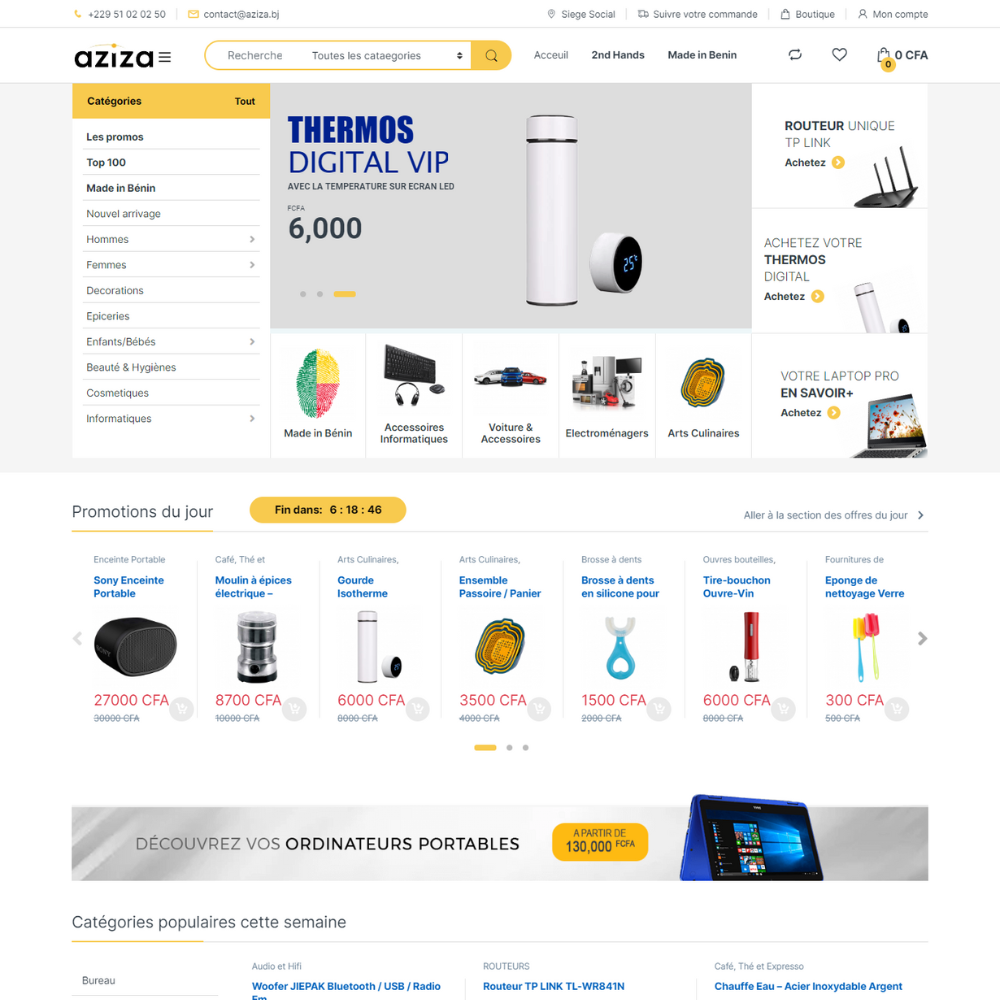 +229 51 02 02 50
contact@aziza.bj
Siege Social
Suivre votre commande
Boutique
Mon compte
aziza
Recherche
Toutes les cataegories
Acceuil
2nd Hands
Made in Benin
0
0 CFA
Catégories
Tout
Les promos
Top 100
Made in Bénin
Nouvel arrivage
Hommes
Femmes
Decorations
Epiceries
Enfants/Bébés
Beauté & Hygiènes
Cosmetiques
Informatiques
THERMOS
DIGITAL VIP
AVEC LA TEMPERATURE SUR ECRAN LED
FCFA
6,000
25°c
ROUTEUR UNIQUE
TP LINK
Achetez
ACHETEZ VOTRE
THERMOS
DIGITAL
Achetez
VOTRE LAPTOP PRO
EN SAVOIR+
Achetez
Made in Bénin
Accessoires
Informatiques
Voiture &
Accessoires
Electroménagers
Arts Culinaires
Promotions du jour
Fin dans: 6 : 18 : 46
Aller à la section des offres du jour
Enceinte Portable
Sony Enceinte
Portable
SONY
27000 CFA
30000 CFA
Café, Thé et
Moulin à épices
électrique –
8700 CFA
10000 CFA
Arts Culinaires,
Gourde
Isotherme
6000 CFA
8000 CFA
Arts Culinaires,
Ensemble
Passoire / Panier
3500 CFA
4000 CFA
Brosse à dents
Brosse à dents
en silicone pour
1500 CFA
2000 CFA
Ouvres bouteilles,
Tire-bouchon
Ouvre-Vin
6000 CFA
8000 CFA
Fournitures de
Eponge de
nettoyage Verre
300 CFA
500 CFA
DÉCOUVREZ VOS ORDINATEURS PORTABLES
A PARTIR DE
130,000 FCFA
Catégories populaires cette semaine
Bureau
Audio et Hifi
Woofer JIEPAK Bluetooth / USB / Radio
Fm
ROUTEURS
Routeur TP LINK TL-WR841N
Café, Thé et Expresso
Chauffe Eau – Acier Inoxydable Argent